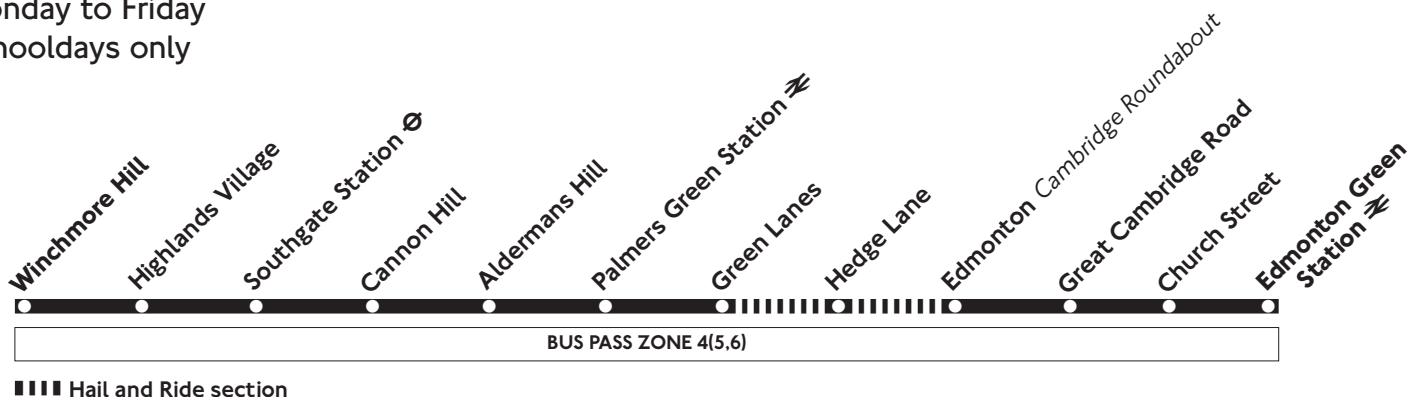 onday to Friday
hooldays only
Winchmore Hill
Highlands Village
Southgate Station
Cannon Hill
Aldermans Hill
Palmers Green Station
Green Lanes
Hedge Lane
Edmonton Cambridge Roundabout
Great Cambridge Road
Church Street
Edmonton Green
Station
BUS PASS ZONE 4(5,6)
Hail and Ride section